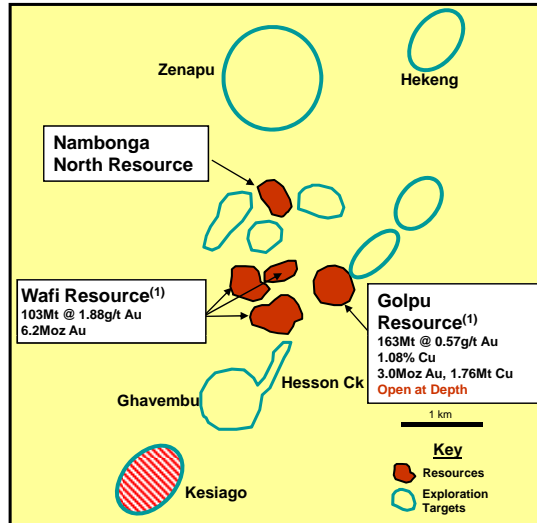 Zenapu
Hekeng
Nambonga
North Resource
Wafi Resource(1)
103Mt @ 1.88g/t Au
6.2Moz Au
Golpu
Resource(1)
163Mt @ 0.57g/t Au
1.08% Cu
3.0Moz Au, 1.76Mt Cu
Open at Depth
Hesson Ck
Ghavembu
1 km
Kesiago
Key
Resources
Exploration
Targets